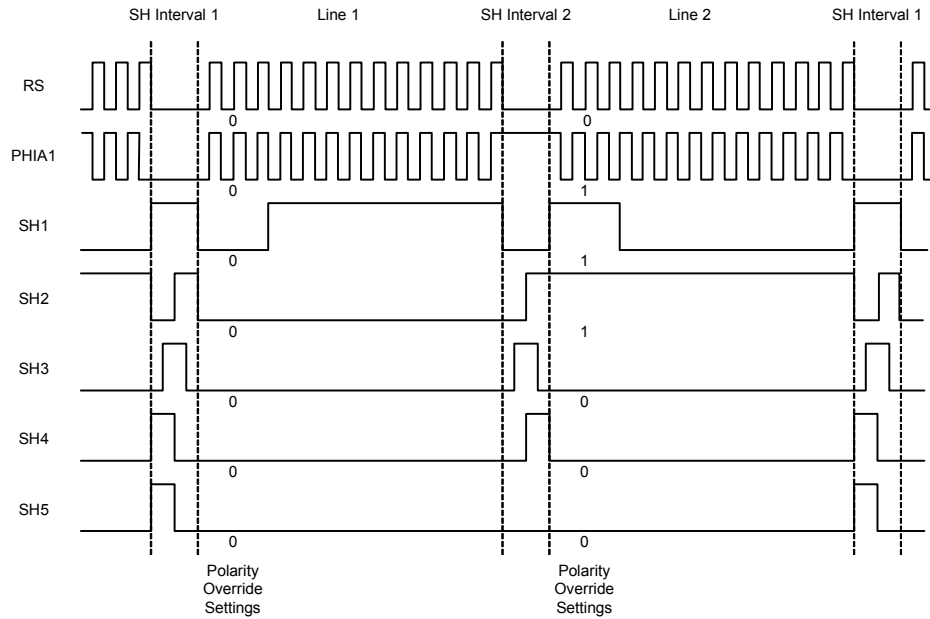 SH Interval 1 Line 1 SH Interval 2 Line 2 SH Interval 1
RS
0 0
PHIA1
0 1
SH1
0 1
SH2
0 1
SH3
0 0
SH4
0 0
SH5
0 0
Polarity Override Settings
Polarity Override Settings